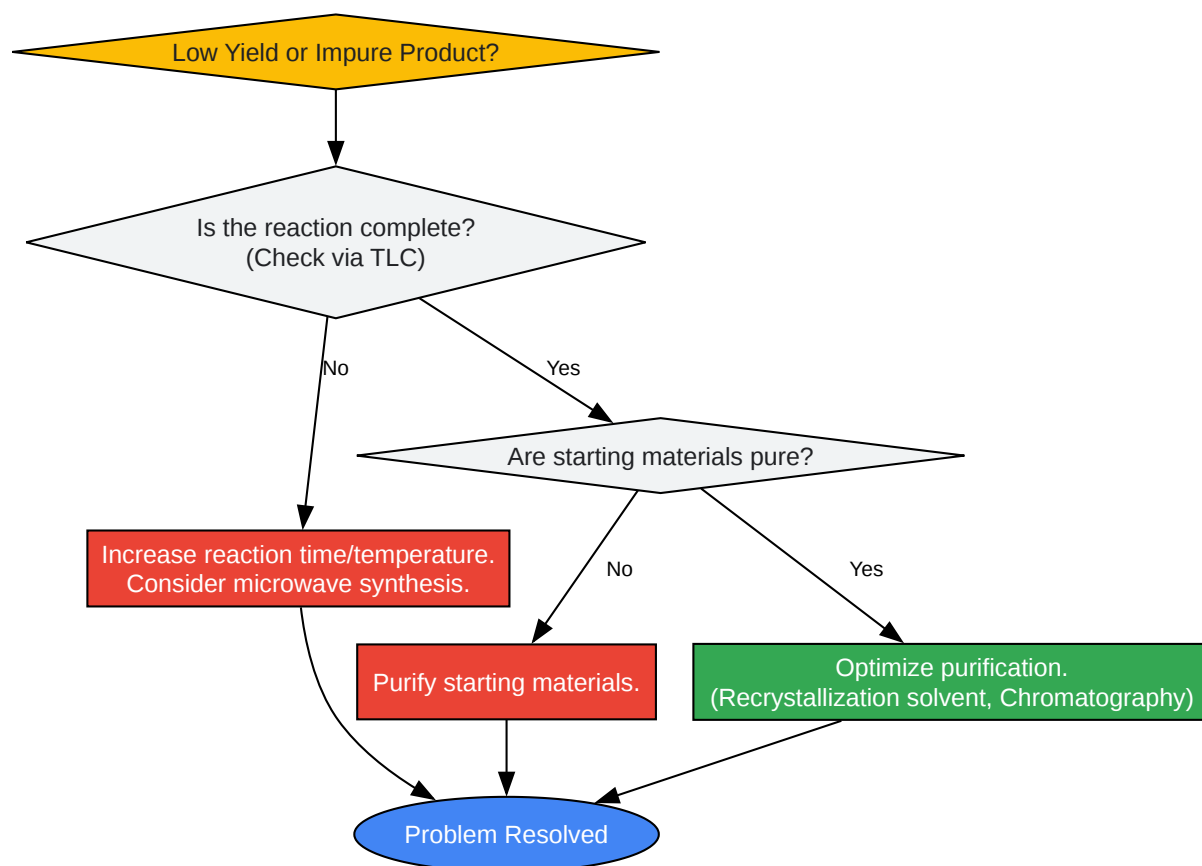 Low Yield or Impure Product?
Is the reaction complete?
(Check via TLC)
No
Yes
Are starting materials pure?
Increase reaction time/temperature.
Consider microwave synthesis.
No
Yes
Purify starting materials.
Optimize purification.
(Recrystallization solvent, Chromatography)
Problem Resolved